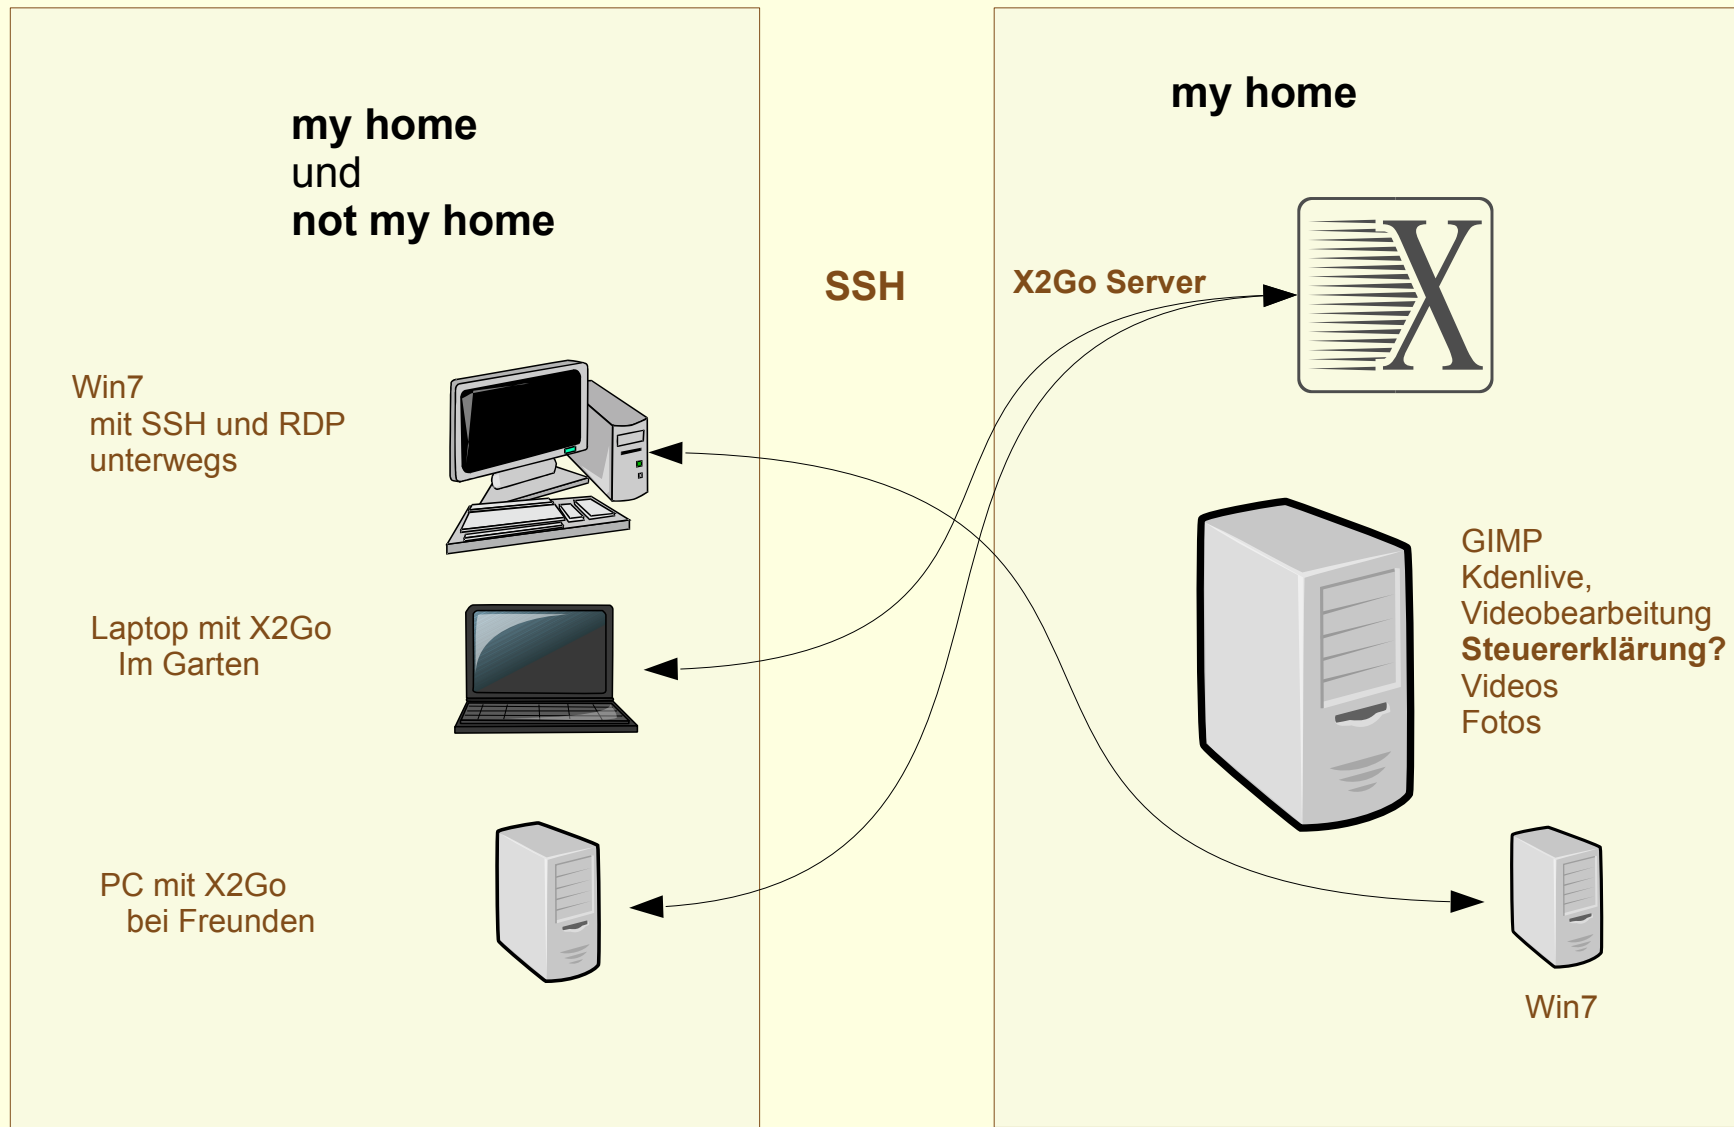 my home
und
not my home
Win7
mit SSH und RDP
unterwegs
Laptop mit X2Go
Im Garten
PC mit X2Go
bei Freunden
SSH
my home
X2Go Server
X
GIMP
Kdenlive,
Videobearbeitung
Steuererklärung?
Videos
Fotos
Win7